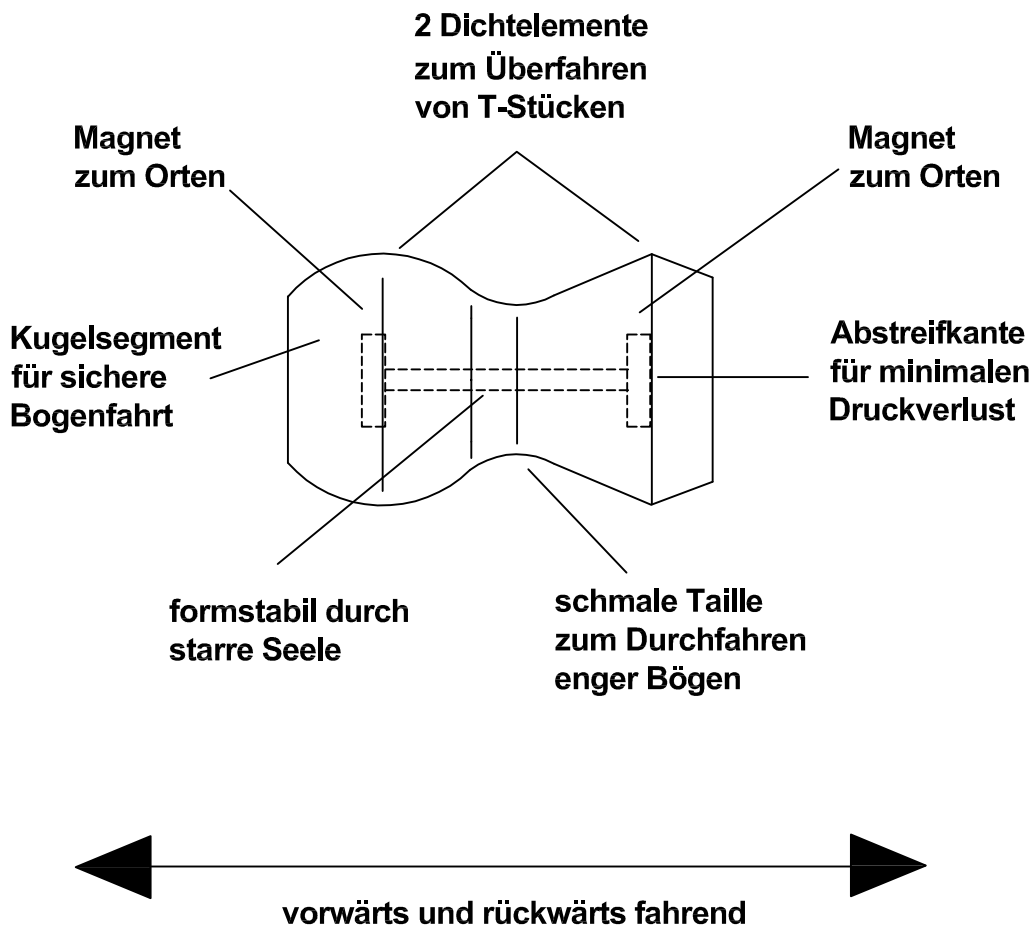 2 Dichtelemente
zum Überfahren
von T-Stücken
Magnet
zum Orten
Magnet
zum Orten
Kugelsegment
für sichere
Bogenfahrt
Abstreifkante
für minimalen
Druckverlust
formstabil durch
starre Seele
schmale Taille
zum Durchfahren
enger Bögen
vorwärts und rückwärts fahrend